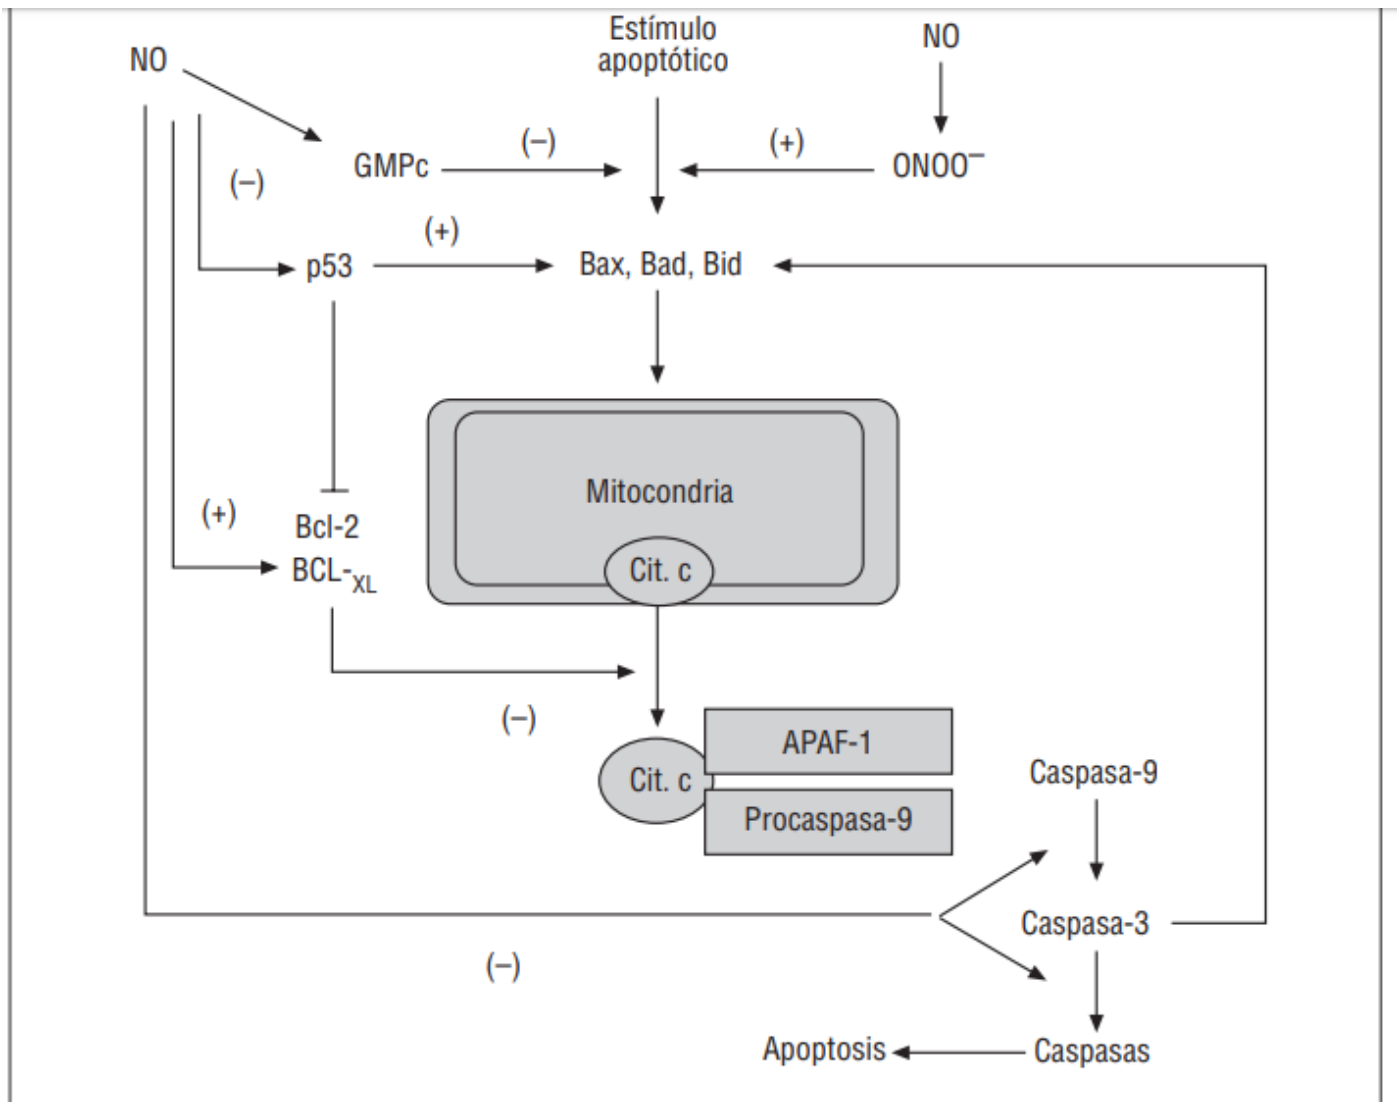 Estímulo
apoptótico
NO
NO
(–)
(+)
GMPc
ONOO–
(–)
(+)
p53
Bax, Bad, Bid
Mitocondria
(+)
Bcl-2
BCL-XL
Cit. c
(–)
APAF-1
Cit. c
Caspasa-9
Procaspasa-9
Caspasa-3
(–)
Apoptosis
Caspasas